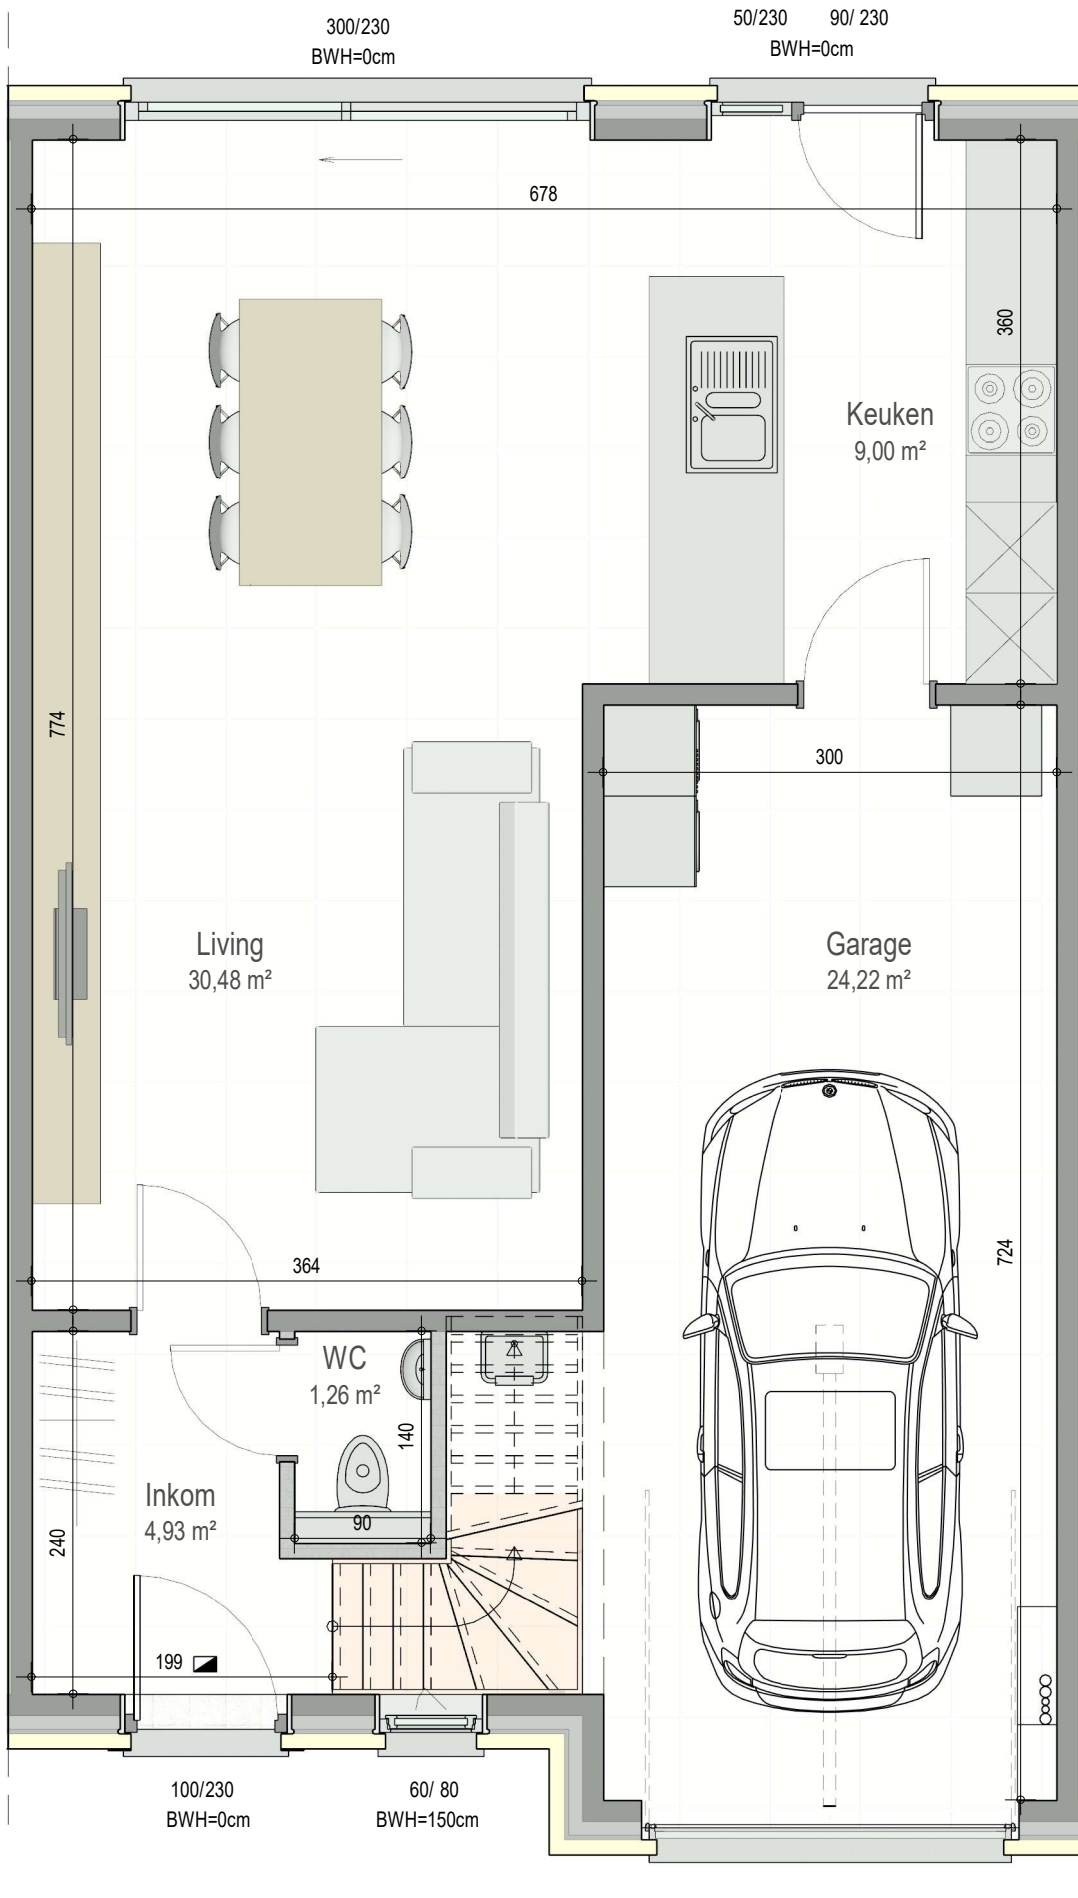 300/230
BWH=0cm
50/230 90/ 230
BWH=0cm
678
360
Keuken
9,00 m²
774
300
Living
30,48 m²
Garage
24,22 m²
724
364
WC
1,26 m²
140
Inkom
4,93 m²
90
240
199
100/230
BWH=0cm
60/ 80
BWH=150cm